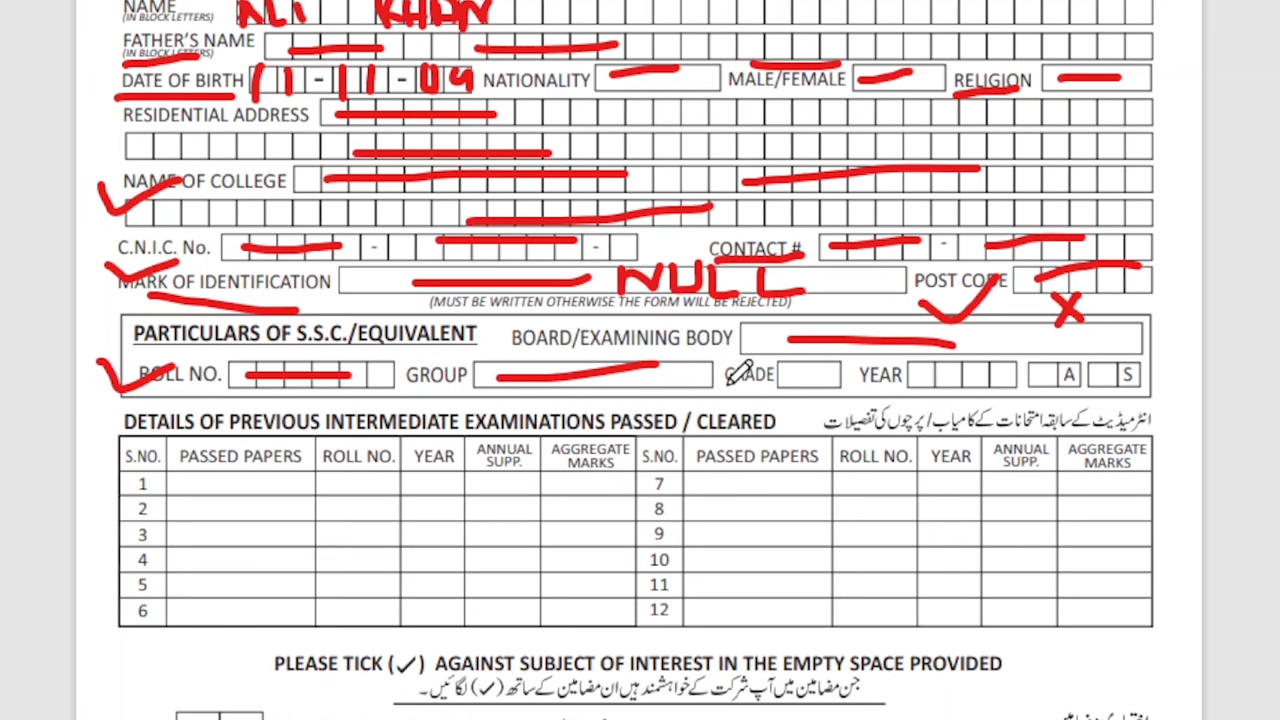 NAME ALI KHAN
(IN BLOCK LETTERS)
FATHER'S NAME
(IN BLOCK LETTERS)
DATE OF BIRTH 11-11-09 NATIONALITY MALE/FEMALE RELIGION
RESIDENTIAL ADDRESS
NAME OF COLLEGE
C.N.I.C. No. - - CONTACT # -
MARK OF IDENTIFICATION NULL POST CODE X
(MUST BE WRITTEN OTHERWISE THE FORM WILL BE REJECTED)
PARTICULARS OF S.S.C./EQUIVALENT BOARD/EXAMINING BODY
ROLL NO. GROUP GRADE YEAR A S
DETAILS OF PREVIOUS INTERMEDIATE EXAMINATIONS PASSED / CLEARED انٹرمیڈیٹ کے سابقہ امتحانات کے کامیاب / پرچوں کی تفصیلات
S.NO. PASSED PAPERS ROLL NO. YEAR ANNUAL SUPP. AGGREGATE MARKS S.NO. PASSED PAPERS ROLL NO. YEAR ANNUAL SUPP. AGGREGATE MARKS
1 7
2 8
3 9
4 10
5 11
6 12
PLEASE TICK (✓) AGAINST SUBJECT OF INTEREST IN THE EMPTY SPACE PROVIDED
جن مضامین میں آپ شرکت کے خواہشمند ہیں ان مضامین کے ساتھ (✓) لگائیں۔